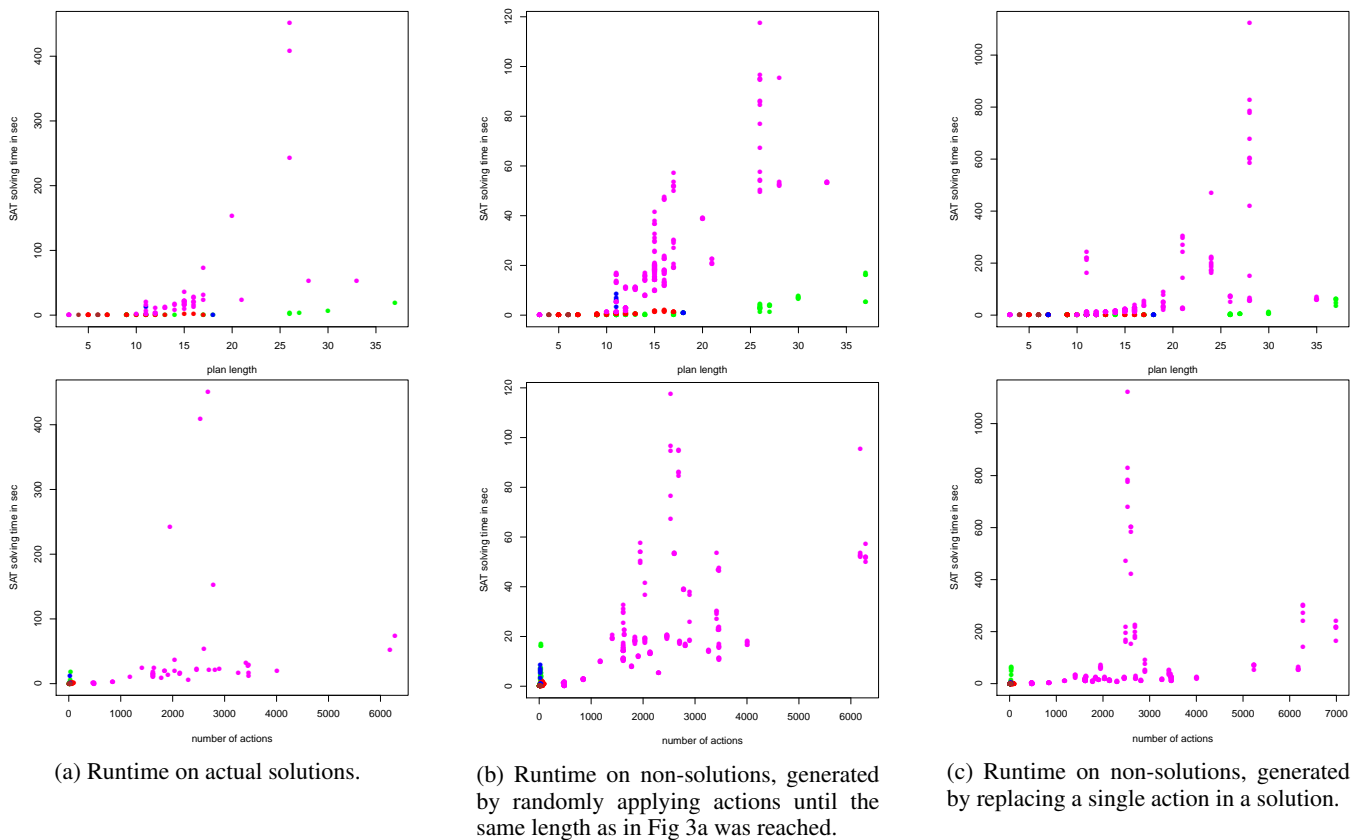 SAT solving time in sec
0
100
200
300
400
5 10 15 20 25 30 35
plan length
SAT solving time in sec
0
20
40
60
80
100
120
5 10 15 20 25 30 35
plan length
SAT solving time in sec
0
200
400
600
800
1000
5 10 15 20 25 30 35
plan length
SAT solving time in sec
0
100
200
300
400
0 1000 2000 3000 4000 5000 6000
number of actions
SAT solving time in sec
0
20
40
60
80
100
120
0 1000 2000 3000 4000 5000 6000
number of actions
SAT solving time in sec
0
200
400
600
800
1000
0 1000 2000 3000 4000 5000 6000 7000
number of actions
(a) Runtime on actual solutions.
(b) Runtime on non-solutions, generated
by randomly applying actions until the
same length as in Fig 3a was reached.
(c) Runtime on non-solutions, generated
by replacing a single action in a solution.